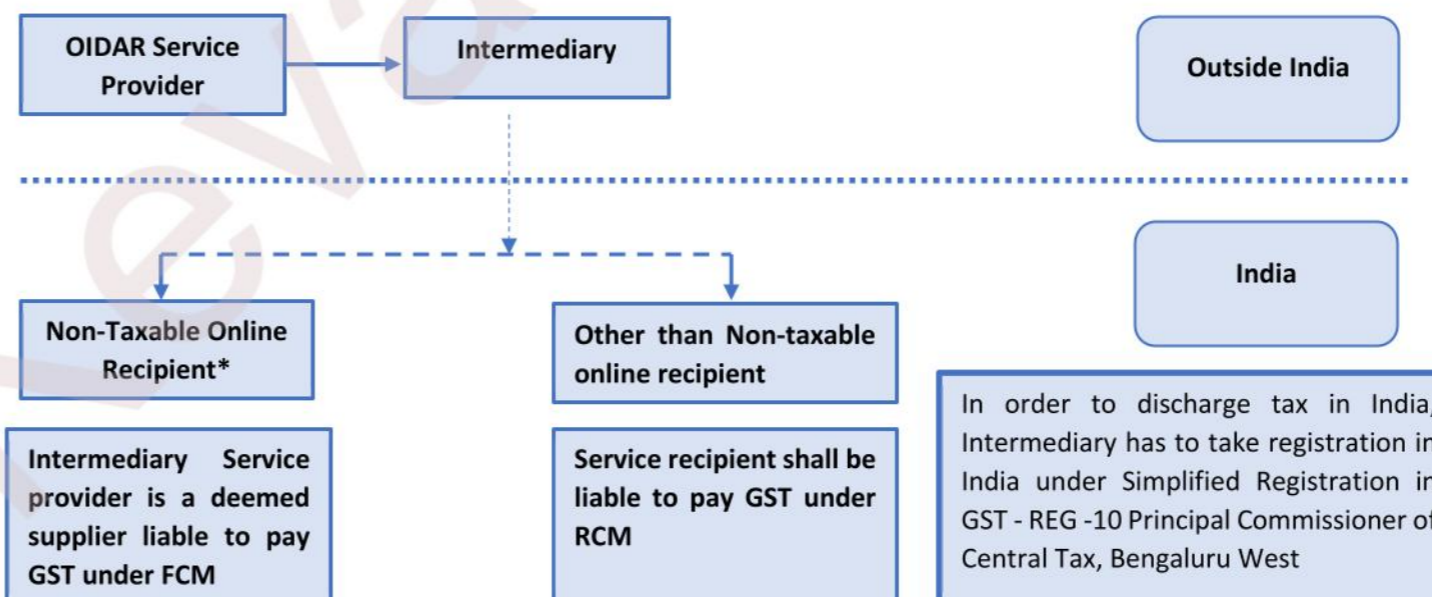 OIDAR Service
Provider
Intermediary
Outside India
India
Non-Taxable Online
Recipient*
Other than Non-taxable
online recipient
Intermediary Service
provider is a deemed
supplier liable to pay
GST under FCM
Service recipient shall be
liable to pay GST under
RCM
In order to discharge tax in India,
Intermediary has to take registration in
India under Simplified Registration in
GST - REG -10 Principal Commissioner of
Central Tax, Bengaluru West